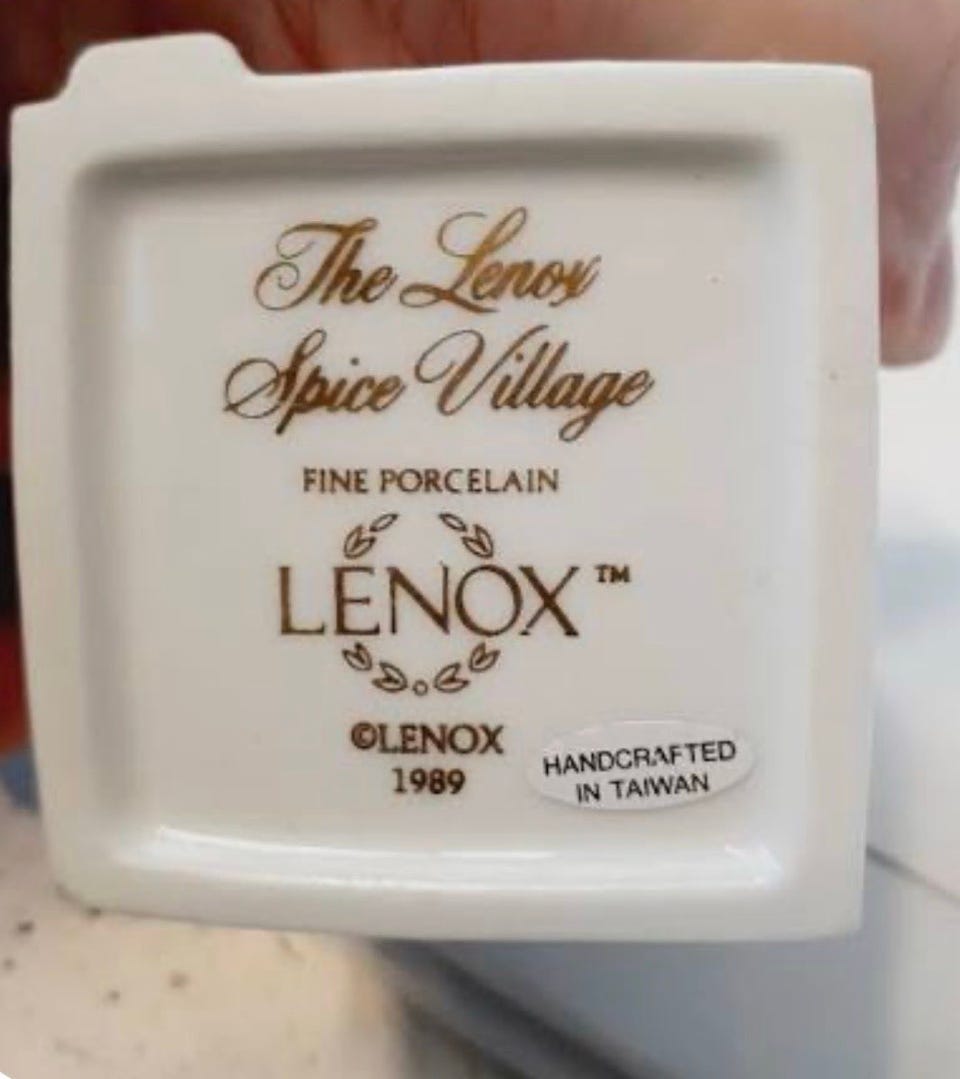 The Lenox
Spice Village
FINE PORCELAIN
LENOX™
©LENOX
1989
HANDCRAFTED
IN TAIWAN